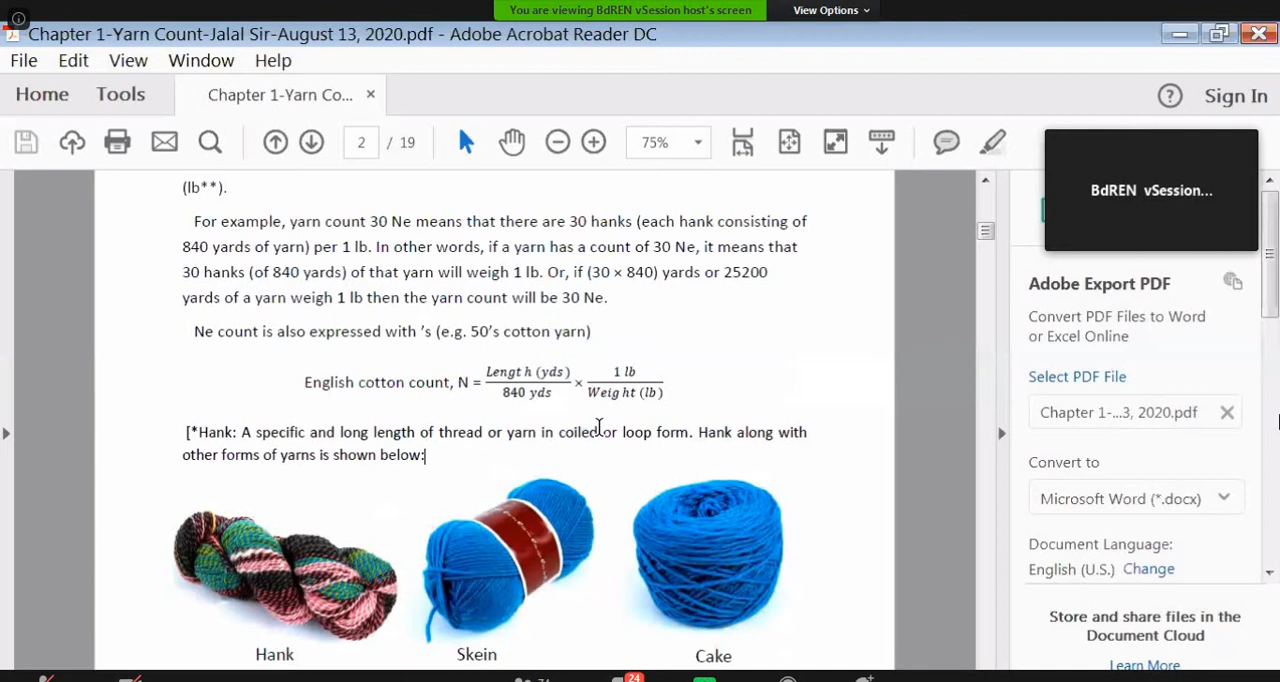 You are viewing BdREN vSession host's screen
View Options
Chapter 1-Yarn Count-Jalal Sir-August 13, 2020.pdf - Adobe Acrobat Reader DC
File Edit View Window Help
Home Tools Chapter 1-Yarn Co... × Sign In
2 / 19 75%
BdREN vSession...
(lb**).
For example, yarn count 30 Ne means that there are 30 hanks (each hank consisting of
840 yards of yarn) per 1 lb. In other words, if a yarn has a count of 30 Ne, it means that
30 hanks (of 840 yards) of that yarn will weigh 1 lb. Or, if (30 × 840) yards or 25200
yards of a yarn weigh 1 lb then the yarn count will be 30 Ne.
Ne count is also expressed with 's (e.g. 50's cotton yarn)
English cotton count, N = Lengt h (yds) / 840 yds × 1 lb / Weig ht (lb)
[*Hank: A specific and long length of thread or yarn in coiled or loop form. Hank along with
other forms of yarns is shown below:
Hank Skein Cake
Adobe Export PDF
Convert PDF Files to Word
or Excel Online
Select PDF File
Chapter 1-...3, 2020.pdf ×
Convert to
Microsoft Word (*.docx)
Document Language:
English (U.S.) Change
Store and share files in the
Document Cloud
Learn More
24